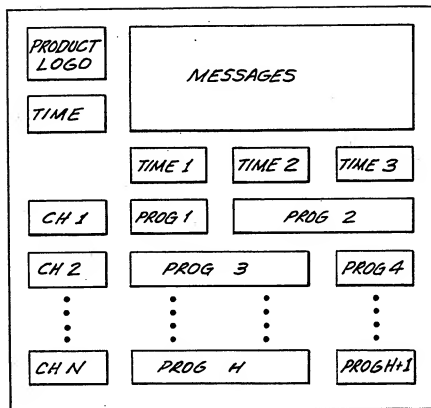 PRODUCT
LOGO
MESSAGES
TIME
TIME 1 TIME 2 TIME 3
CH 1 PROG 1 PROG 2
CH 2 PROG 3 PROG 4
CH N PROG H PROG H+1